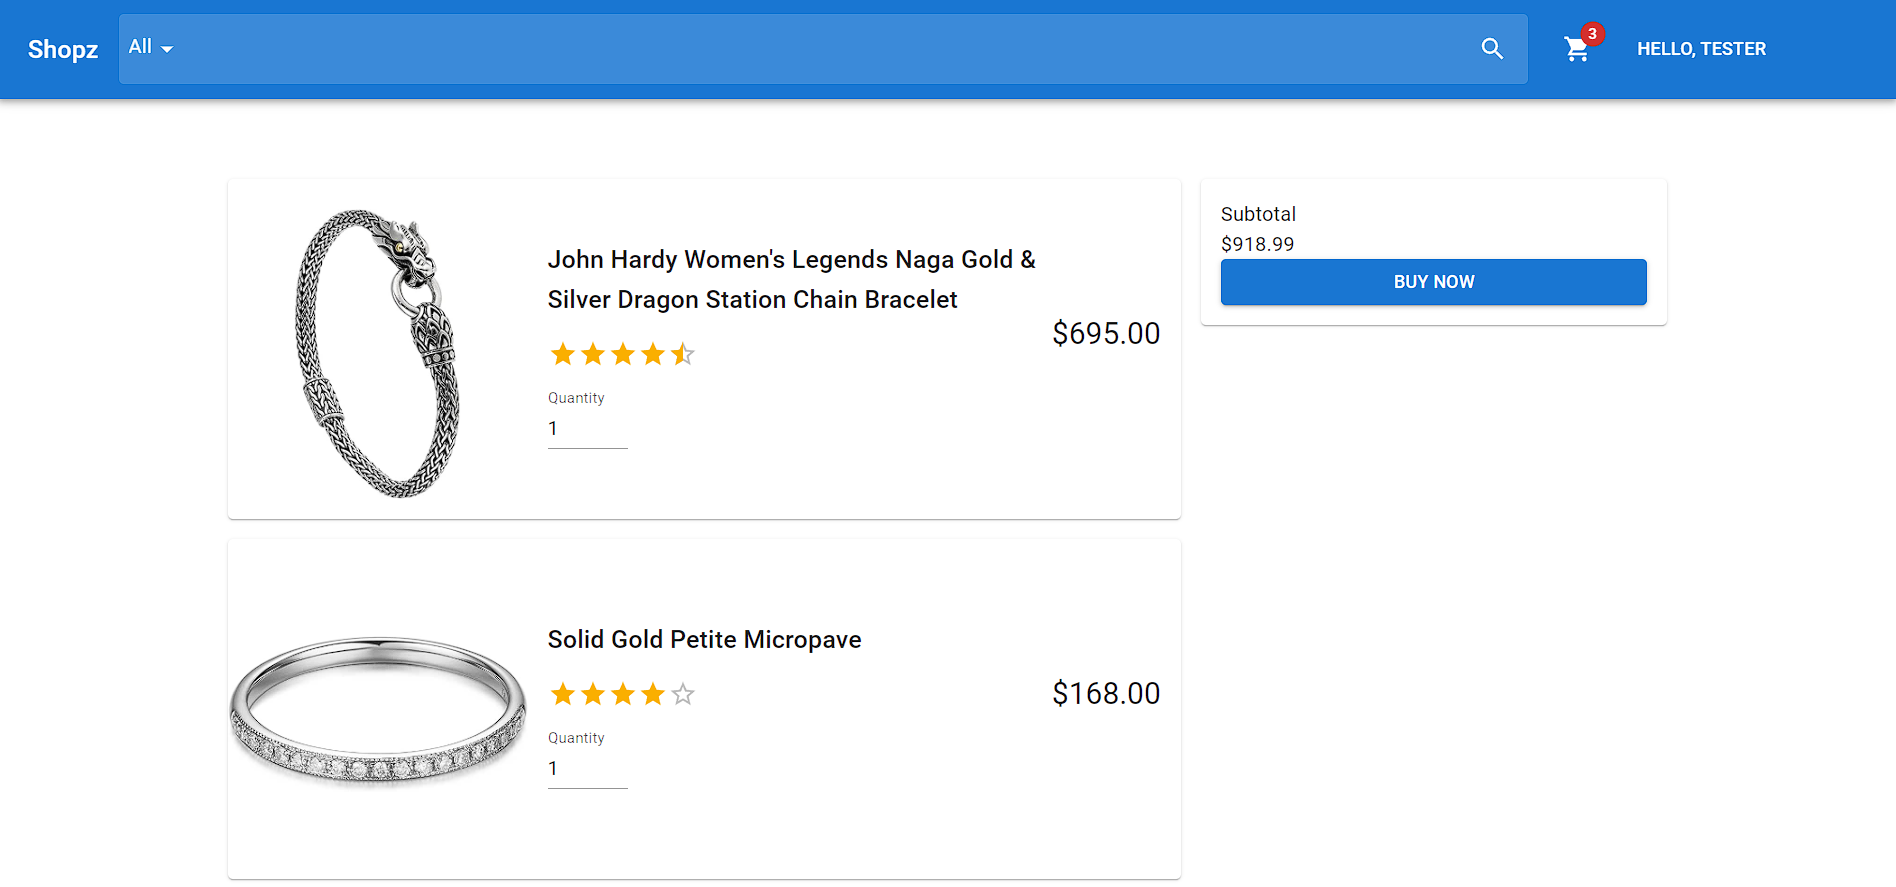 Shopz
All
3
HELLO, TESTER
John Hardy Women's Legends Naga Gold &
Silver Dragon Station Chain Bracelet
$695.00
Quantity
1
Subtotal
$918.99
BUY NOW
Solid Gold Petite Micropave
$168.00
Quantity
1